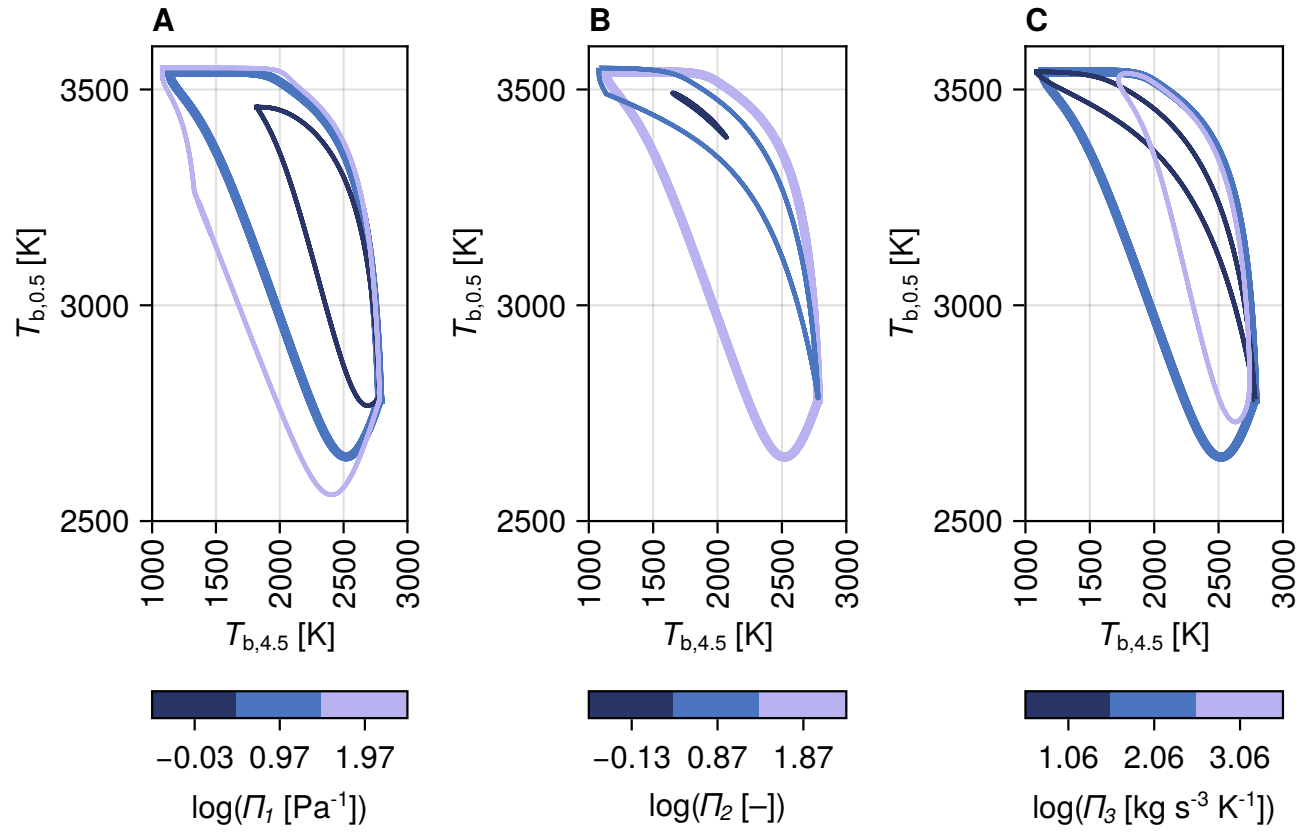 A
B
C
3500
3000
2500
T_b,0.5 [K]
1000
1500
2000
2500
3000
T_b,4.5 [K]
−0.03 0.97 1.97
log(Π_1 [Pa^-1])
3500
3000
2500
T_b,0.5 [K]
1000
1500
2000
2500
3000
T_b,4.5 [K]
−0.13 0.87 1.87
log(Π_2 [–])
3500
3000
2500
T_b,0.5 [K]
1000
1500
2000
2500
3000
T_b,4.5 [K]
1.06 2.06 3.06
log(Π_3 [kg s^-3 K^-1])